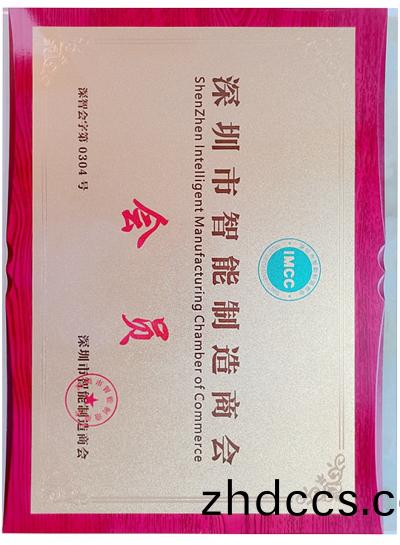 IMCC
深圳市智能制造商会
ShenZhen Intelligent Manufacturing Chamber of Commerce
会员
深圳市智能制造商会
深智会字第 0304 号
zhdccs.co